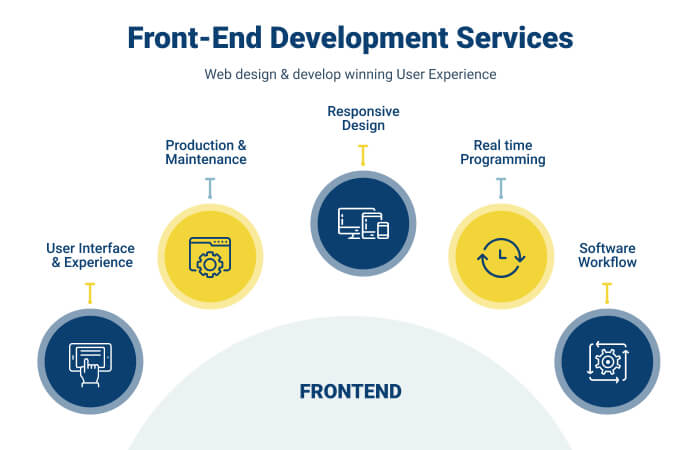 Front-End Development Services
Web design & develop winning User Experience
Responsive
Design
Production &
Maintenance
Real time
Programming
User Interface
& Experience
Software
Workflow
FRONTEND